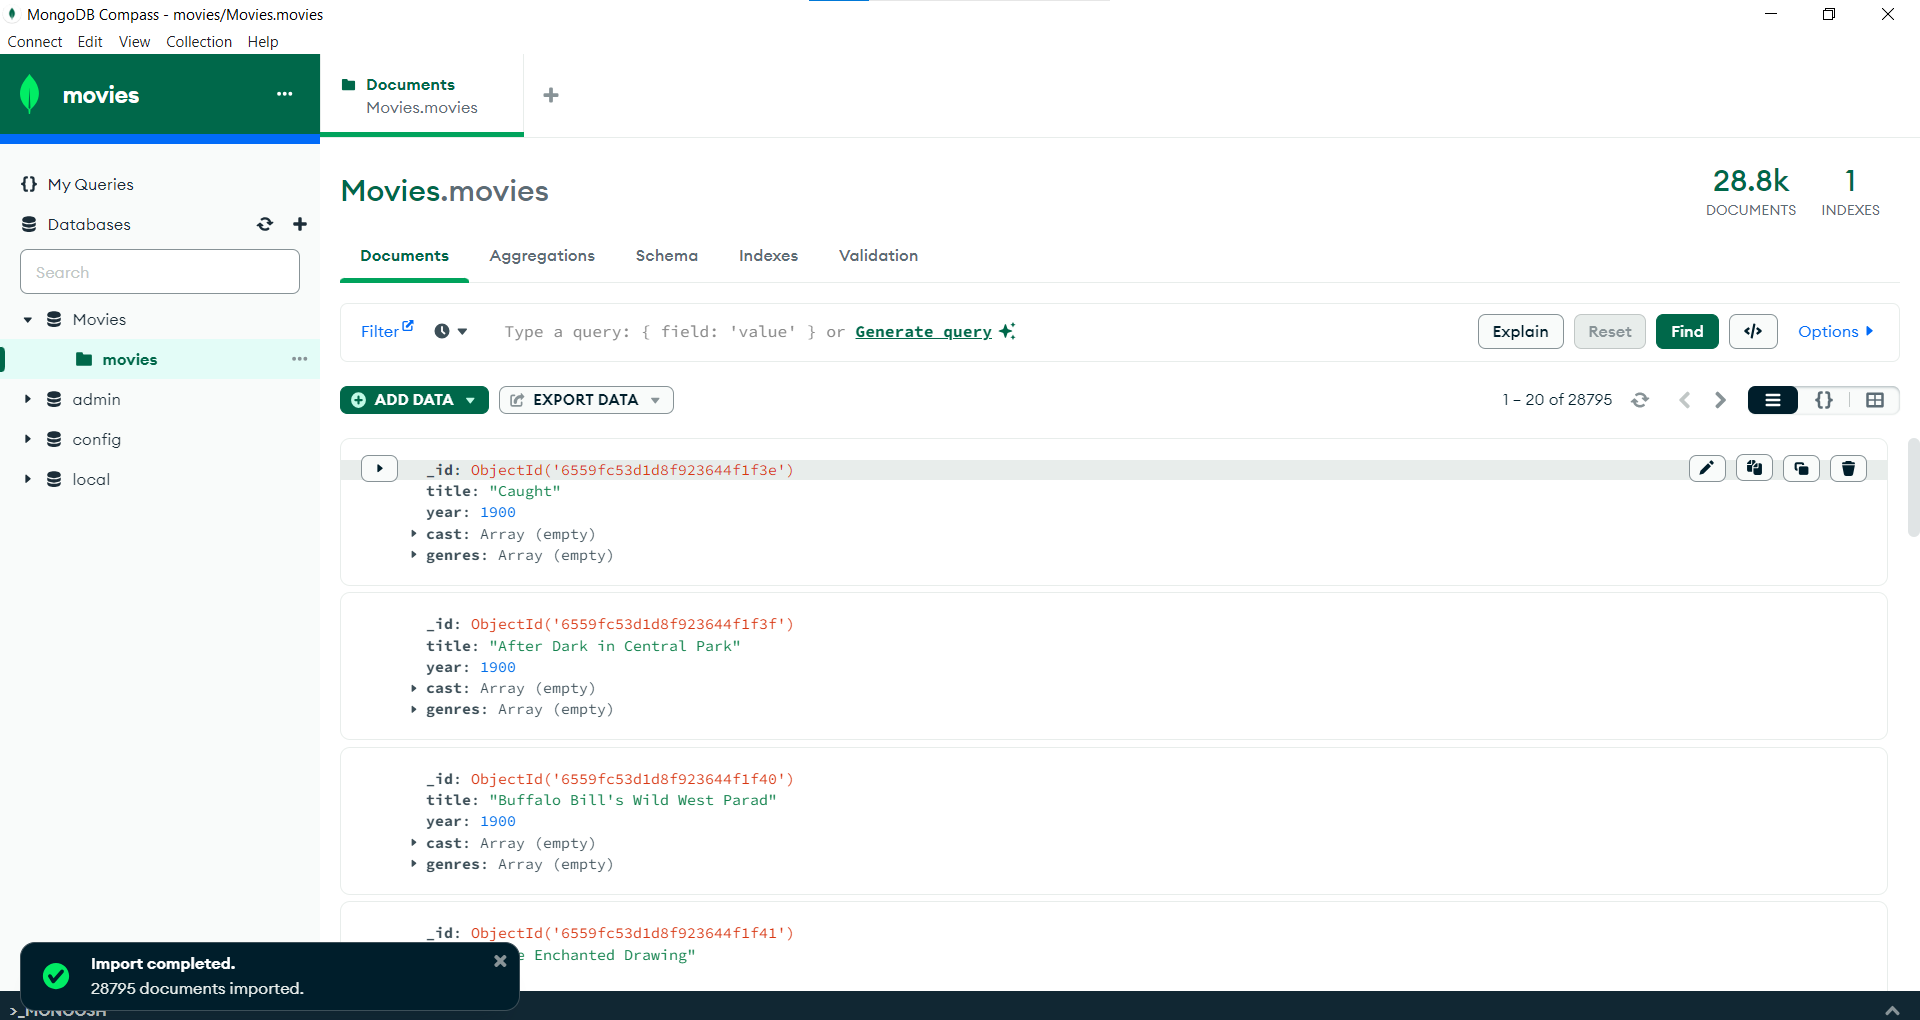 MongoDB Compass - movies/Movies.movies
Connect Edit View Collection Help
movies
Documents
Movies.movies
My Queries
Databases
Search
Movies
movies
admin
config
local
Movies.movies
28.8k
DOCUMENTS
1
INDEXES
Documents Aggregations Schema Indexes Validation
Filter Type a query: { field: 'value' } or Generate query Explain Reset Find </> Options
ADD DATA EXPORT DATA 1 – 20 of 28795 {}
_id: ObjectId('6559fc53d1d8f923644f1f3e')
title: "Caught"
year: 1900
cast: Array (empty)
genres: Array (empty)
_id: ObjectId('6559fc53d1d8f923644f1f3f')
title: "After Dark in Central Park"
year: 1900
cast: Array (empty)
genres: Array (empty)
_id: ObjectId('6559fc53d1d8f923644f1f40')
title: "Buffalo Bill's Wild West Parad"
year: 1900
cast: Array (empty)
genres: Array (empty)
_id: ObjectId('6559fc53d1d8f923644f1f41')
Enchanted Drawing"
Import completed.
28795 documents imported.
>_MONGOSH